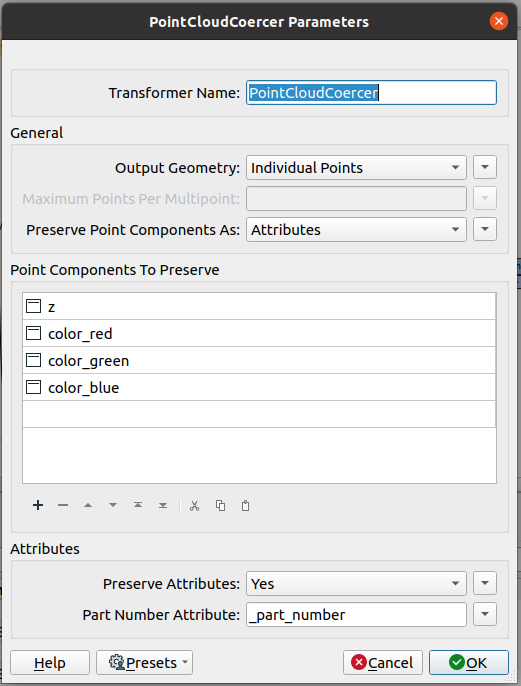 PointCloudCoercer Parameters
Transformer Name: PointCloudCoercer
General
Output Geometry: Individual Points
Maximum Points Per Multipoint:
Preserve Point Components As: Attributes
Point Components To Preserve
z
color_red
color_green
color_blue
Attributes
Preserve Attributes: Yes
Part Number Attribute: _part_number
Help Presets Cancel OK